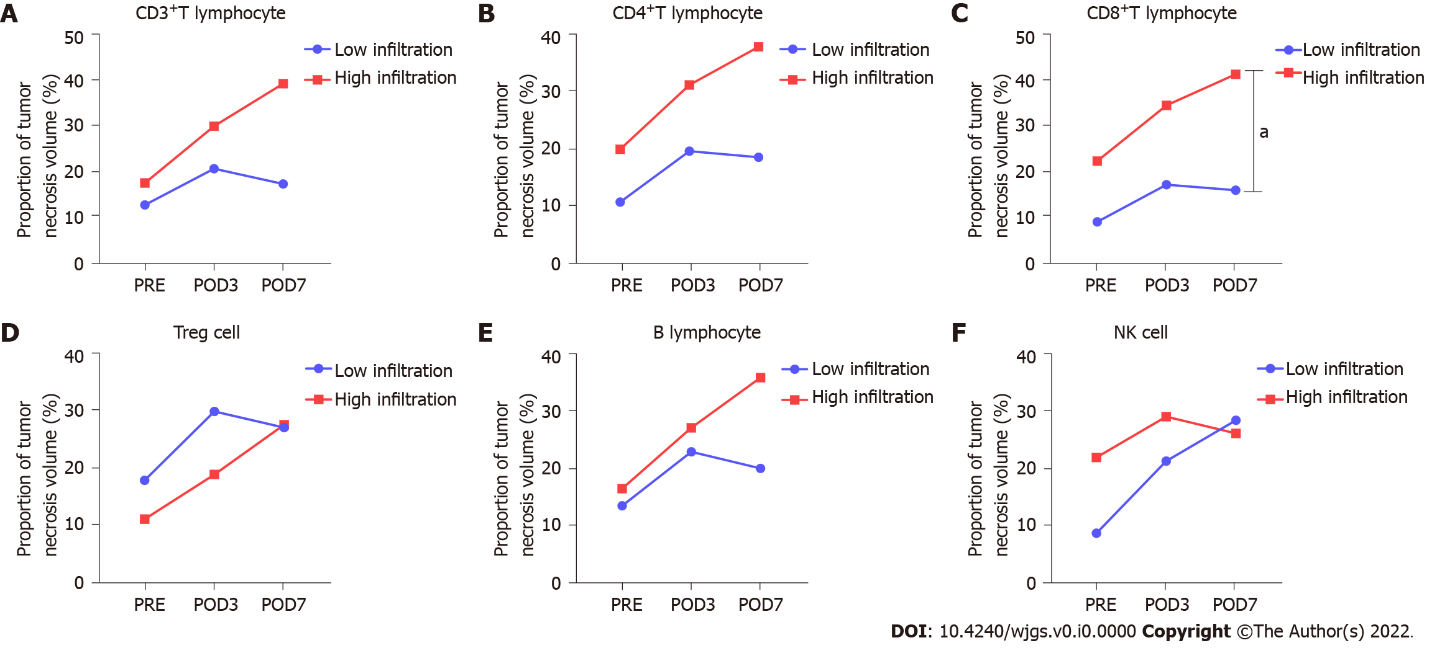 A
CD3+T lymphocyte
Proportion of tumor
necrosis volume (%)
50
40
30
20
10
0
PRE POD3 POD7
Low infiltration
High infiltration
B
CD4+T lymphocyte
Proportion of tumor
necrosis volume (%)
40
30
20
10
0
PRE POD3 POD7
Low infiltration
High infiltration
C
CD8+T lymphocyte
Proportion of tumor
necrosis volume (%)
50
40
30
20
10
0
PRE POD3 POD7
Low infiltration
High infiltration
a
D
Treg cell
Proportion of tumor
necrosis volume (%)
40
30
20
10
0
PRE POD3 POD7
Low infiltration
High infiltration
E
B lymphocyte
Proportion of tumor
necrosis volume (%)
40
30
20
10
0
PRE POD3 POD7
Low infiltration
High infiltration
F
NK cell
Proportion of tumor
necrosis volume (%)
40
30
20
10
0
PRE POD3 POD7
Low infiltration
High infiltration
DOI: 10.4240/wjgs.v0.i0.0000 Copyright ©The Author(s) 2022.